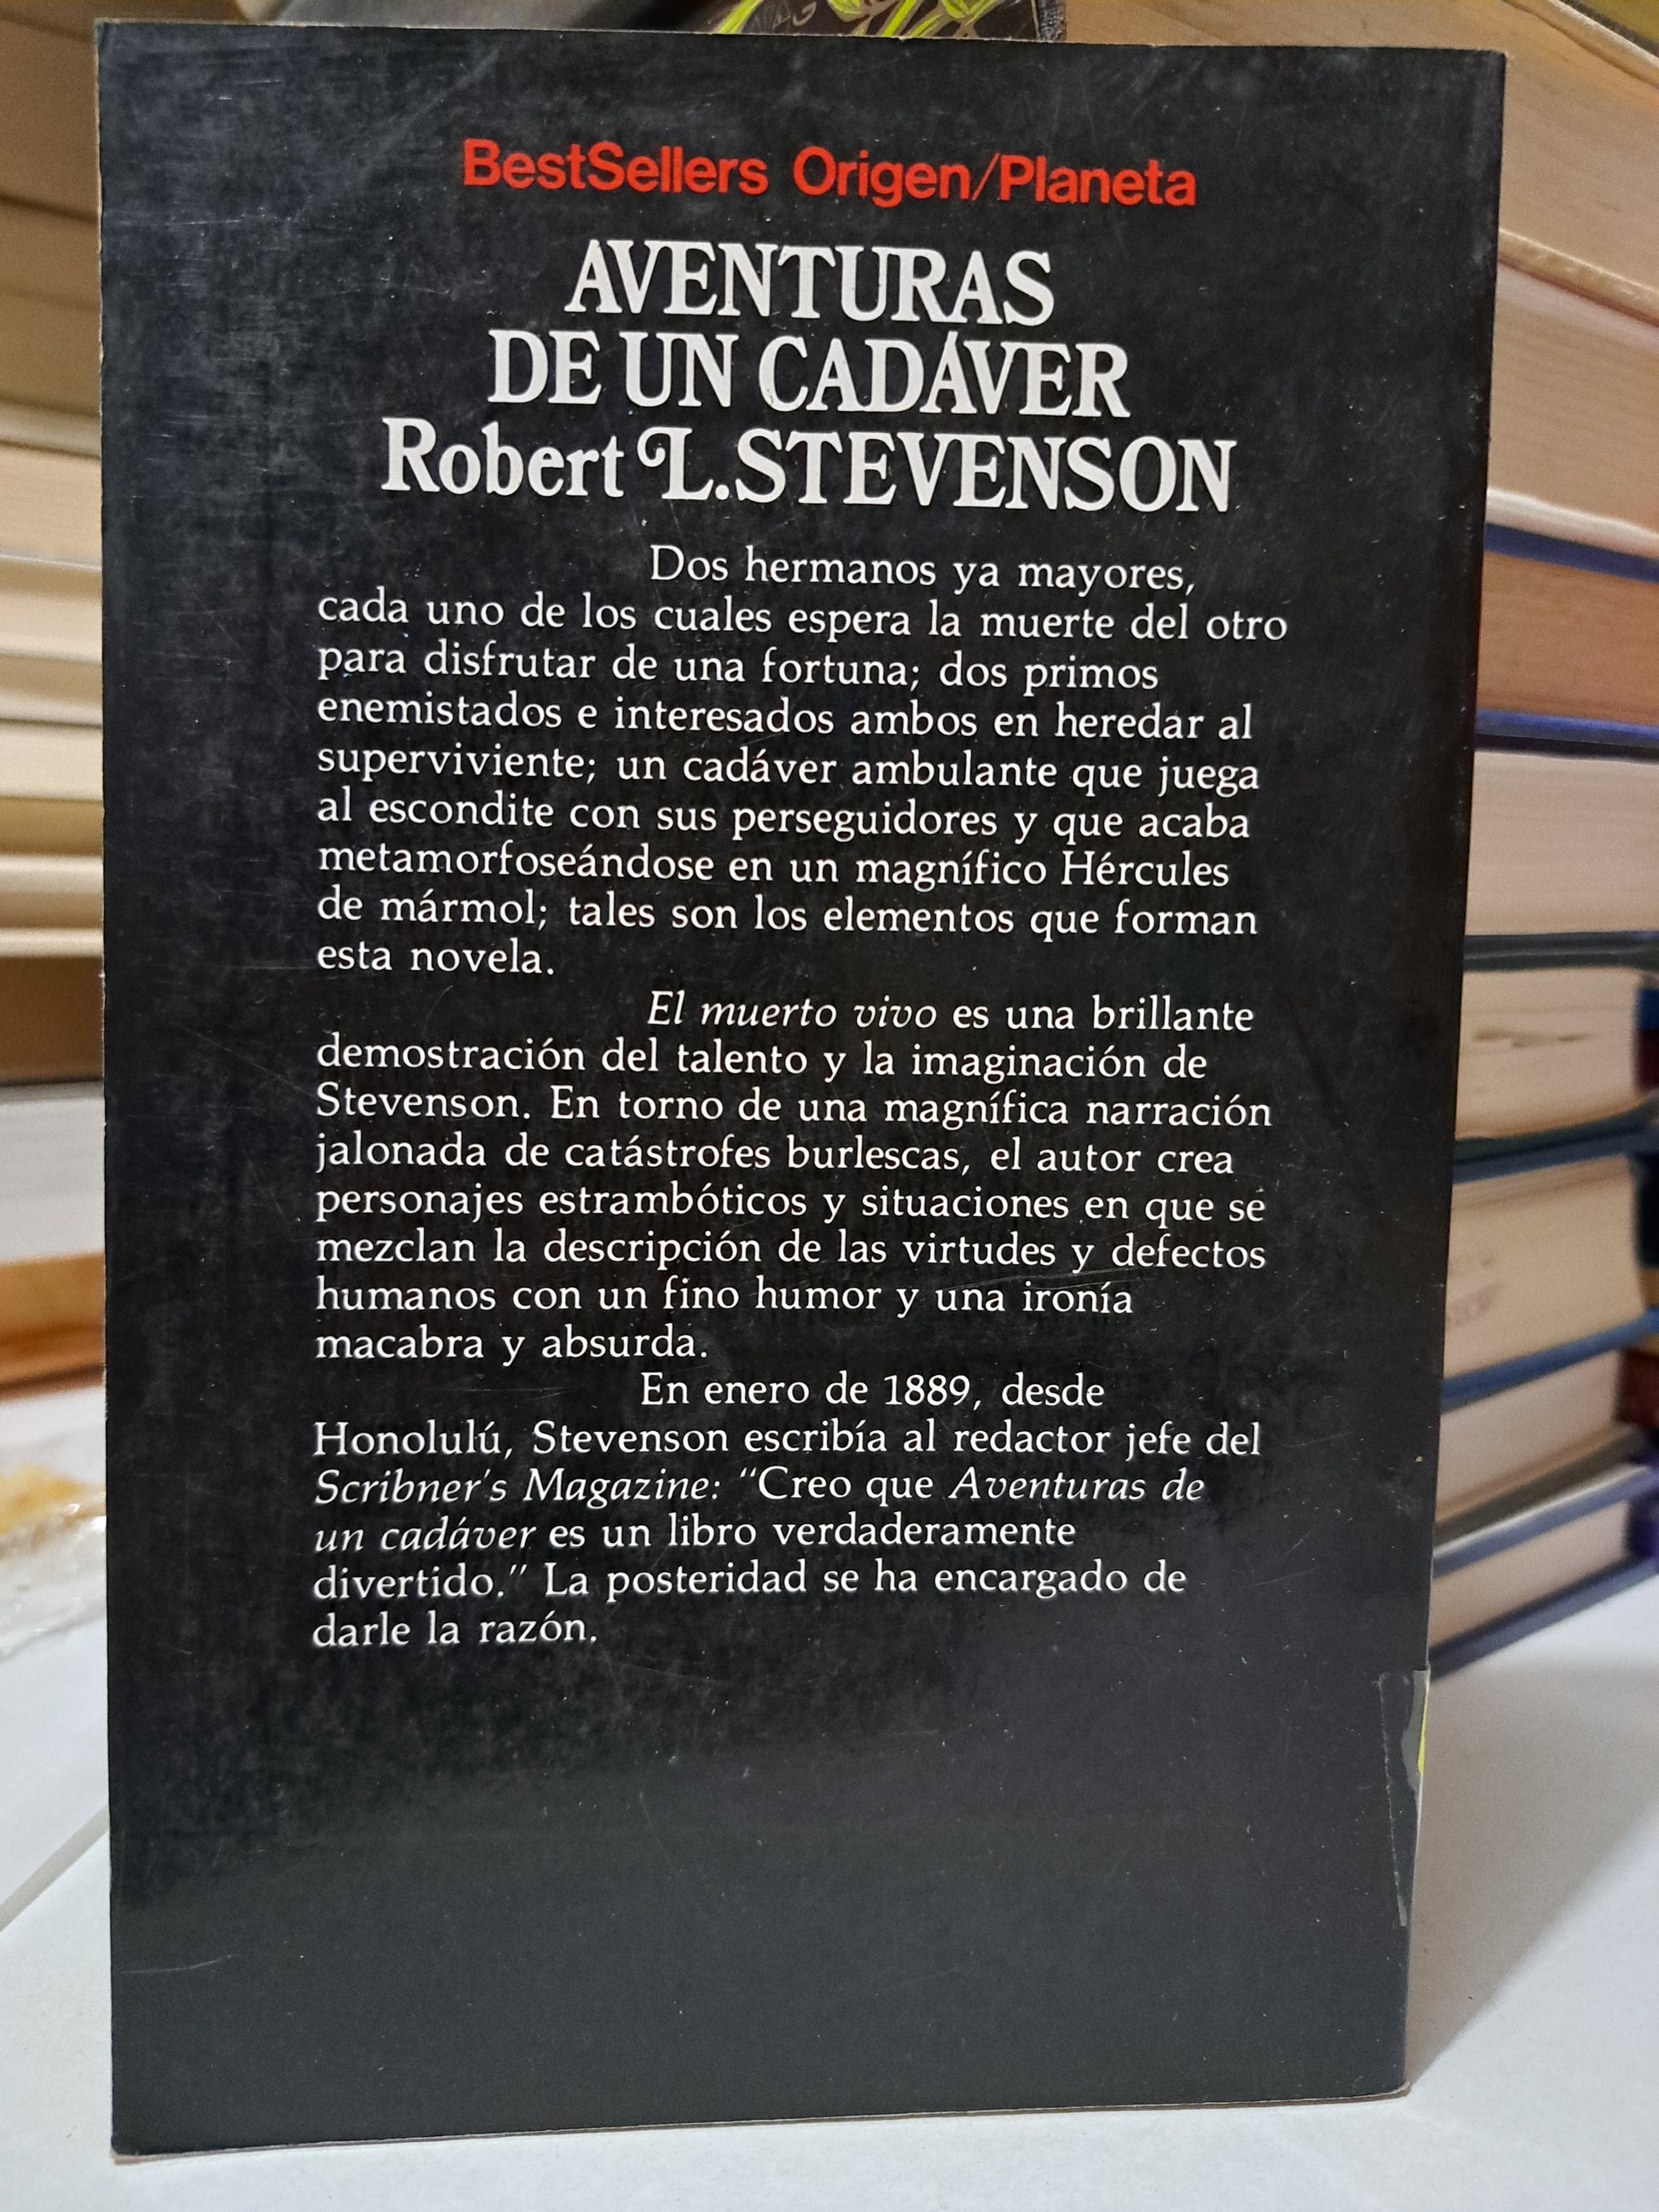 BestSellers Origen/Planeta
AVENTURAS
DE UN CADÁVER
Robert L. STEVENSON
Dos hermanos ya mayores,
cada uno de los cuales espera la muerte del otro
para disfrutar de una fortuna; dos primos
enemistados e interesados ambos en heredar al
superviviente; un cadáver ambulante que juega
al escondite con sus perseguidores y que acaba
metamorfoseándose en un magnífico Hércules
de mármol; tales son los elementos que forman
esta novela.
El muerto vivo es una brillante
demostración del talento y la imaginación de
Stevenson. En torno de una magnífica narración
jalonada de catástrofes burlescas, el autor crea
personajes estrambóticos y situaciones en que se
mezclan la descripción de las virtudes y defectos
humanos con un fino humor y una ironía
macabra y absurda.
En enero de 1889, desde
Honolulú, Stevenson escribía al redactor jefe del
Scribner's Magazine: "Creo que Aventuras de
un cadáver es un libro verdaderamente
divertido." La posteridad se ha encargado de
darle la razón.